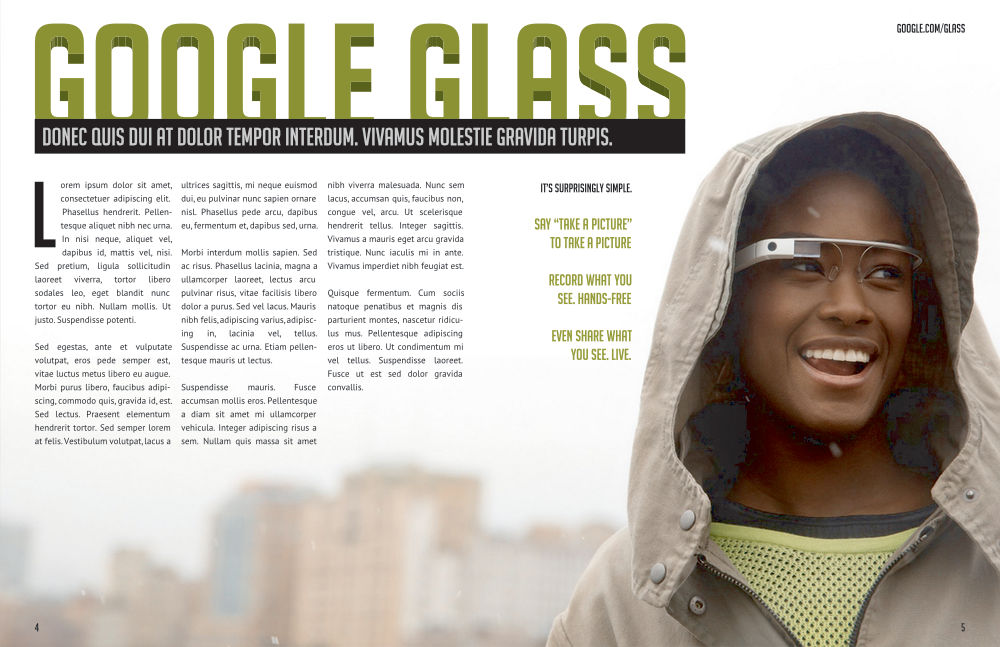 GOOGLE GLASS
GOOGLE.COM/GLASS
DONEC QUIS DUI AT DOLOR TEMPOR INTERDUM. VIVAMUS MOLESTIE GRAVIDA TURPIS.
Lorem ipsum dolor sit amet,
consectetuer adipiscing elit.
Phasellus hendrerit. Pellen-
tesque aliquet nibh nec urna.
In nisi neque, aliquet vel,
dapibus id, mattis vel, nisi.
Sed pretium, ligula sollicitudin
laoreet viverra, tortor libero
sodales leo, eget blandit nunc
tortor eu nibh. Nullam mollis. Ut
justo. Suspendisse potenti.
Sed egestas, ante et vulputate
volutpat, eros pede semper est,
vitae luctus metus libero eu augue.
Morbi purus libero, faucibus adipi-
scing, commodo quis, gravida id, est.
Sed lectus. Praesent elementum
hendrerit tortor. Sed semper lorem
at felis. Vestibulum volutpat, lacus a
ultrices sagittis, mi neque euismod
dui, eu pulvinar nunc sapien ornare
nisl. Phasellus pede arcu, dapibus
eu, fermentum et, dapibus sed, urna.
Morbi interdum mollis sapien. Sed
ac risus. Phasellus lacinia, magna a
ullamcorper laoreet, lectus arcu
pulvinar risus, vitae facilisis libero
dolor a purus. Sed vel lacus. Mauris
nibh felis, adipiscing varius, adipisc-
ing in, lacinia vel, tellus.
Suspendisse ac urna. Etiam pellen-
tesque mauris ut lectus.
Suspendisse mauris. Fusce
accumsan mollis eros. Pellentesque
a diam sit amet mi ullamcorper
vehicula. Integer adipiscing risus a
sem. Nullam quis massa sit amet
nibh viverra malesuada. Nunc sem
lacus, accumsan quis, faucibus non,
congue vel, arcu. Ut scelerisque
hendrerit tellus. Integer sagittis.
Vivamus a mauris eget arcu gravida
tristique. Nunc iaculis mi in ante.
Vivamus imperdiet nibh feugiat est.
Quisque fermentum. Cum sociis
natoque penatibus et magnis dis
parturient montes, nascetur ridicu-
lus mus. Pellentesque adipiscing
eros ut libero. Ut condimentum mi
vel tellus. Suspendisse laoreet.
Fusce ut est sed dolor gravida
convallis.
IT'S SURPRISINGLY SIMPLE.
SAY “TAKE A PICTURE”
TO TAKE A PICTURE
RECORD WHAT YOU
SEE. HANDS-FREE
EVEN SHARE WHAT
YOU SEE. LIVE.
4
5